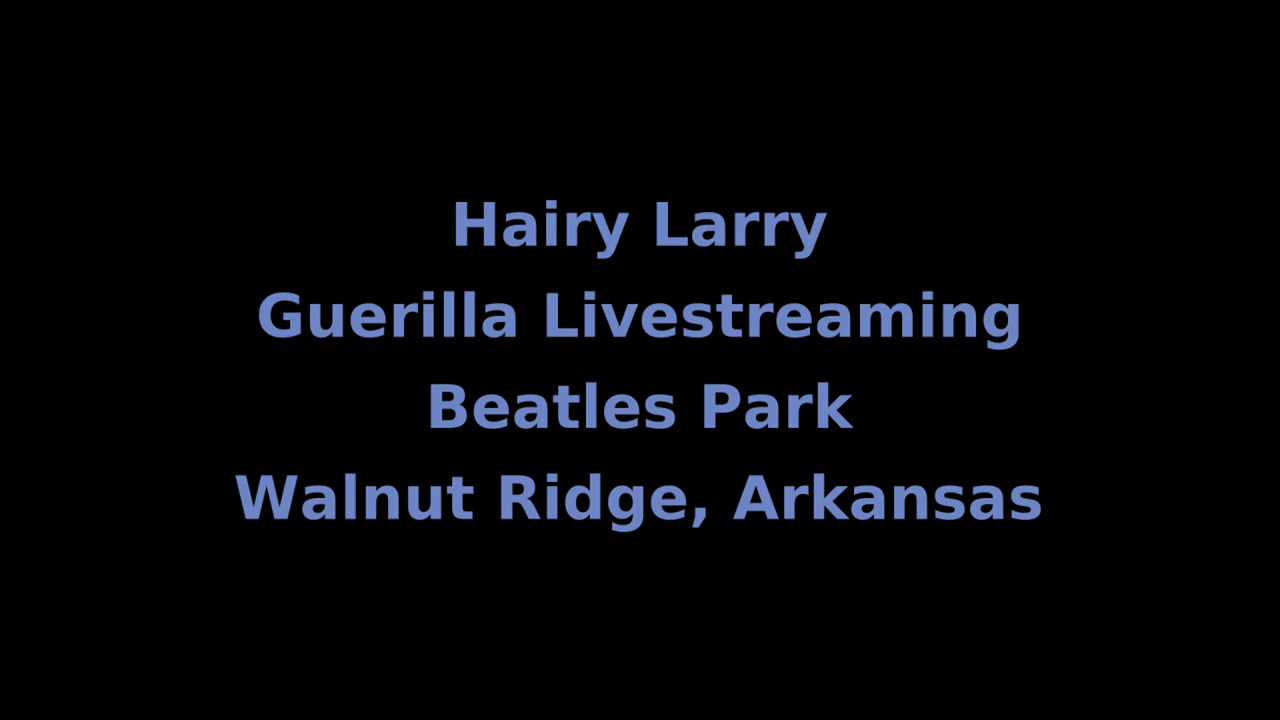 Hairy Larry
Guerilla Livestreaming
Beatles Park
Walnut Ridge, Arkansas